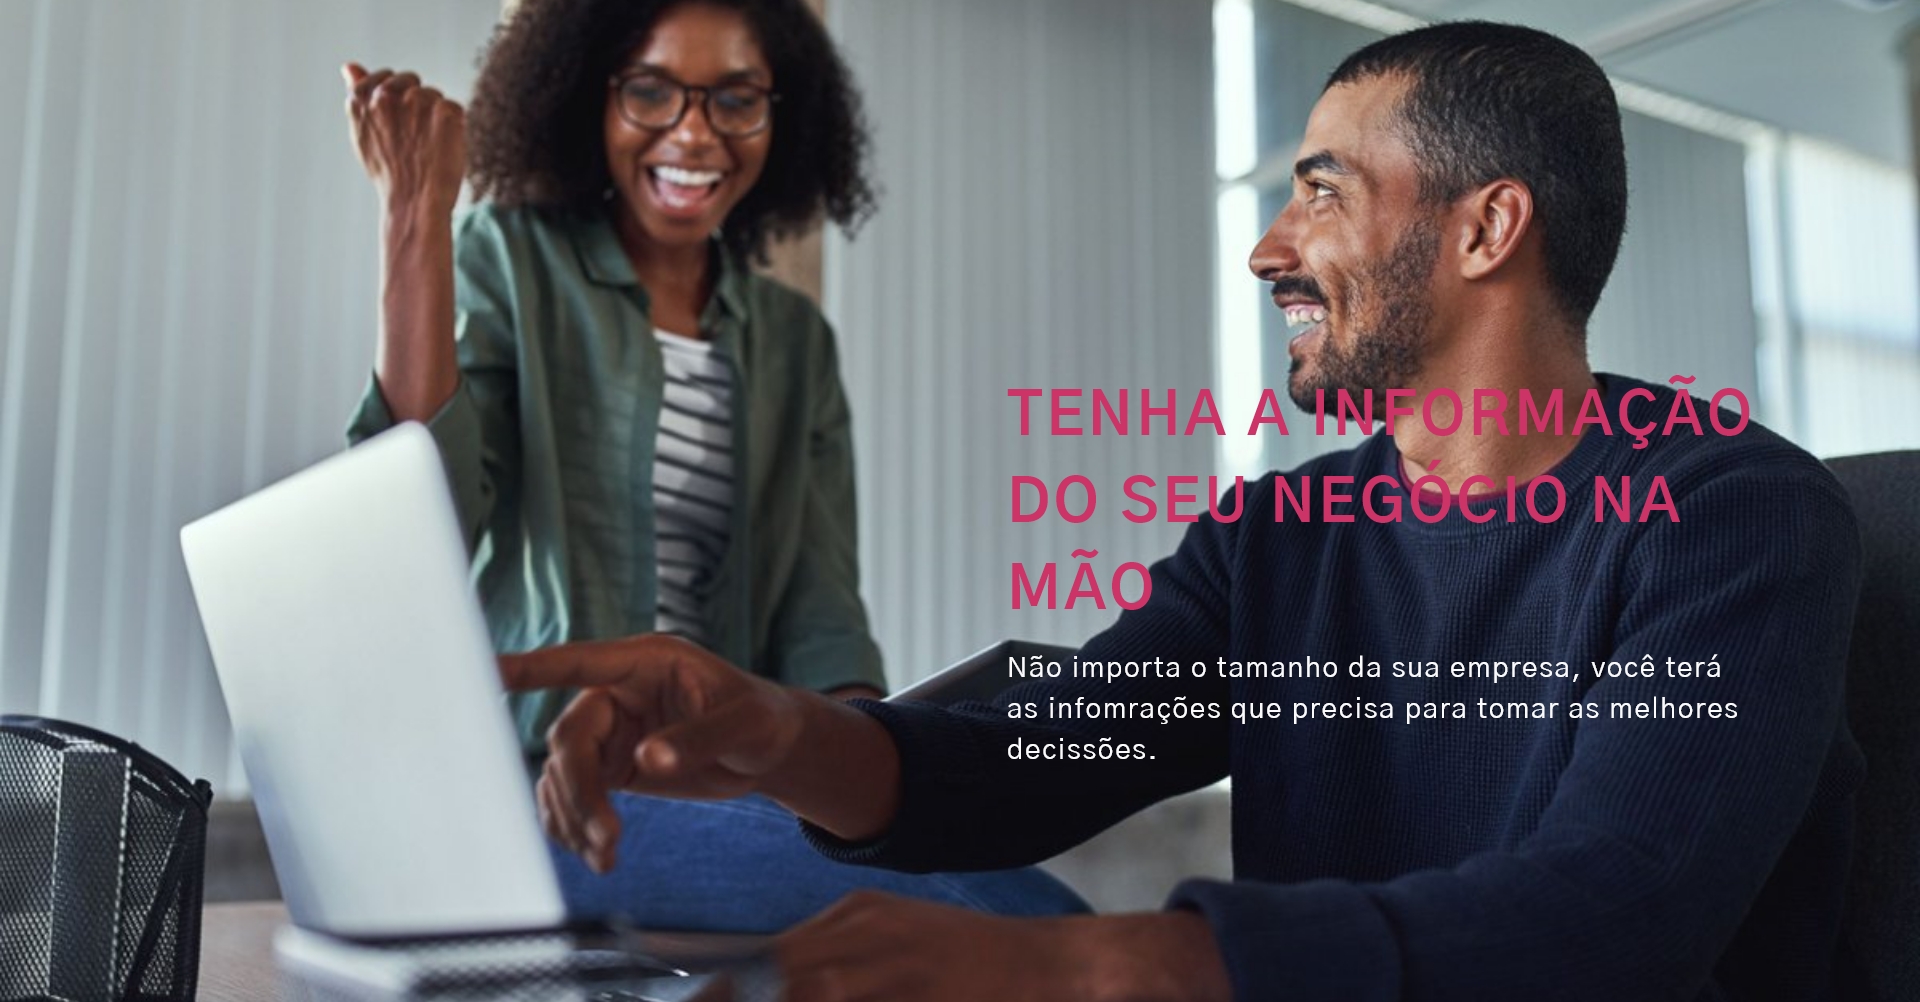 TENHA A INFORMAÇÃO
DO SEU NEGÓCIO NA
MÃO
Não importa o tamanho da sua empresa, você terá
as infomrações que precisa para tomar as melhores
decissões.